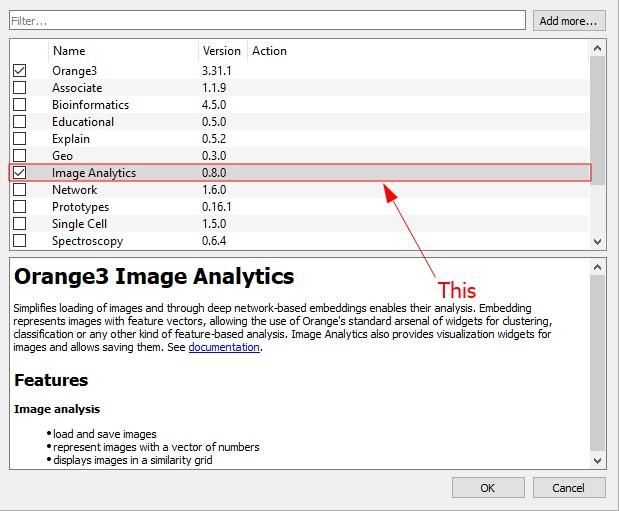 Filter...
Add more...
Name Version Action
Orange3 3.31.1
Associate 1.1.9
Bioinformatics 4.5.0
Educational 0.5.0
Explain 0.5.2
Geo 0.3.0
Image Analytics 0.8.0
Network 1.6.0
Prototypes 0.16.1
Single Cell 1.5.0
Spectroscopy 0.6.4
This
Orange3 Image Analytics
Simplifies loading of images and through deep network-based embeddings enables their analysis. Embedding
represents images with feature vectors, allowing the use of Orange's standard arsenal of widgets for clustering,
classification or any other kind of feature-based analysis. Image Analytics also provides visualization widgets for
images and allows saving them. See documentation.
Features
Image analysis
• load and save images
• represent images with a vector of numbers
• displays images in a similarity grid
OK
Cancel